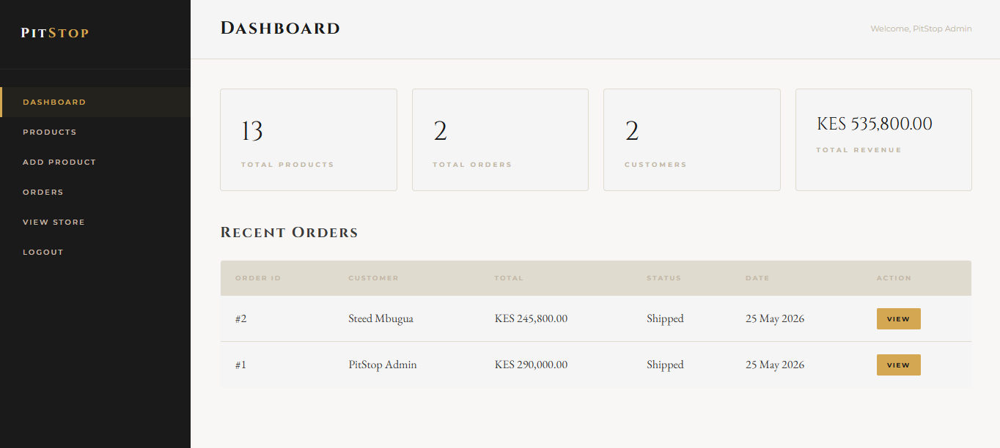 PitStop
Dashboard
Welcome, PitStop Admin
DASHBOARD
PRODUCTS
ADD PRODUCT
ORDERS
VIEW STORE
LOGOUT
13
TOTAL PRODUCTS
2
TOTAL ORDERS
2
CUSTOMERS
KES 535,800.00
TOTAL REVENUE
Recent Orders
ORDER ID CUSTOMER TOTAL STATUS DATE ACTION
#2 Steed Mbugua KES 245,800.00 Shipped 25 May 2026 VIEW
#1 PitStop Admin KES 290,000.00 Shipped 25 May 2026 VIEW